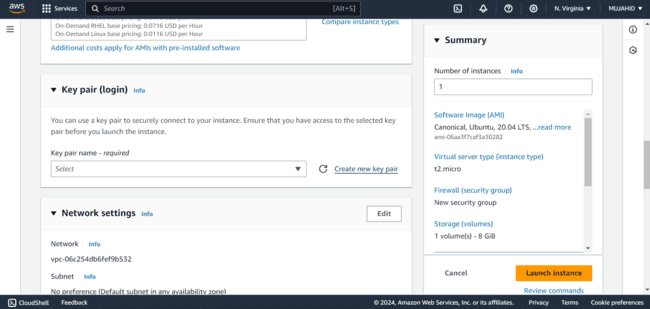 aws
Services
Search
[Alt+S]
N. Virginia
MUJAHID
On-Demand RHEL base pricing: 0.0716 USD per Hour
On-Demand Linux base pricing: 0.0116 USD per Hour
Compare instance types
Additional costs apply for AMIs with pre-installed software
Key pair (login) Info
You can use a key pair to securely connect to your instance. Ensure that you have access to the selected key
pair before you launch the instance.
Key pair name - required
Select
Create new key pair
Network settings Info
Edit
Network Info
vpc-06c254db6fef9b532
Subnet Info
No preference (Default subnet in any availability zone)
Summary
Number of instances Info
1
Software Image (AMI)
Canonical, Ubuntu, 20.04 LTS, ...read more
ami-06aa3f7caf3a30282
Virtual server type (instance type)
t2.micro
Firewall (security group)
New security group
Storage (volumes)
1 volume(s) - 8 GiB
Cancel
Launch instance
Review commands
CloudShell
Feedback
© 2024, Amazon Web Services, Inc. or its affiliates.
Privacy
Terms
Cookie preferences